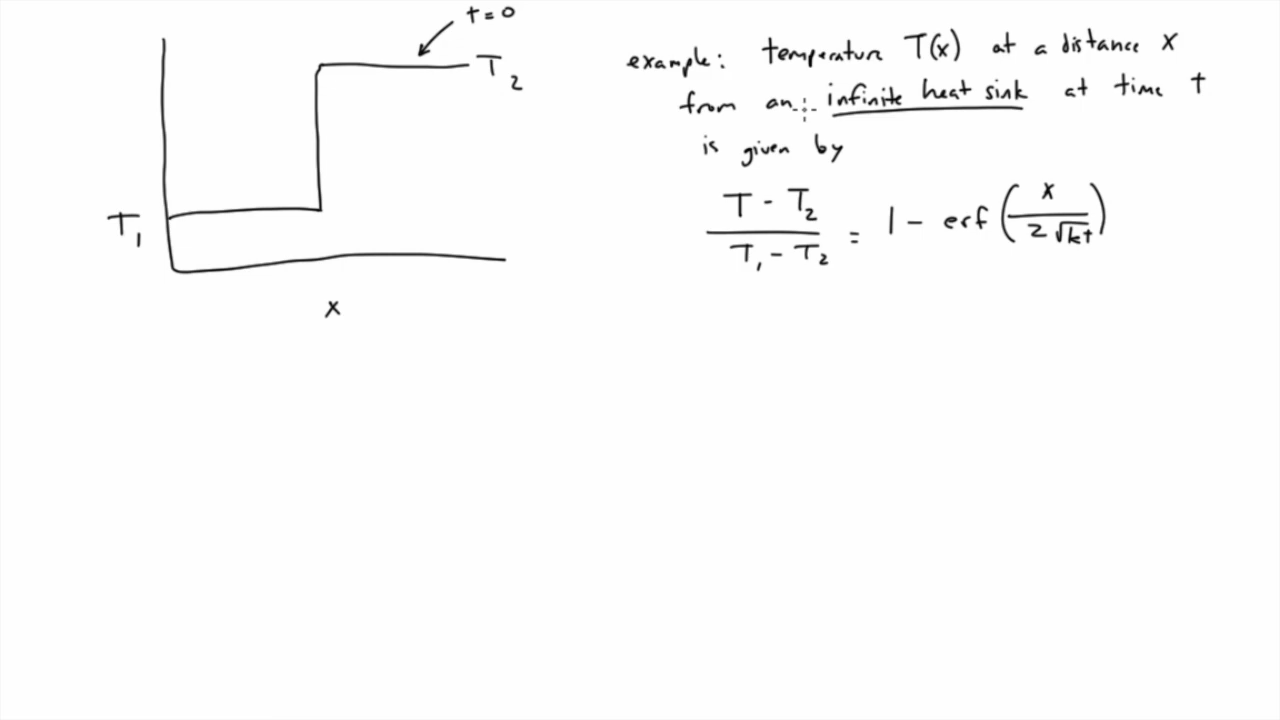 t=0
T₂
T₁
x
example: temperature T(x) at a distance x
from an infinite heat sink at time t
is given by
(T - T₂)/(T₁ - T₂) = 1 - erf(x/(2√kt))